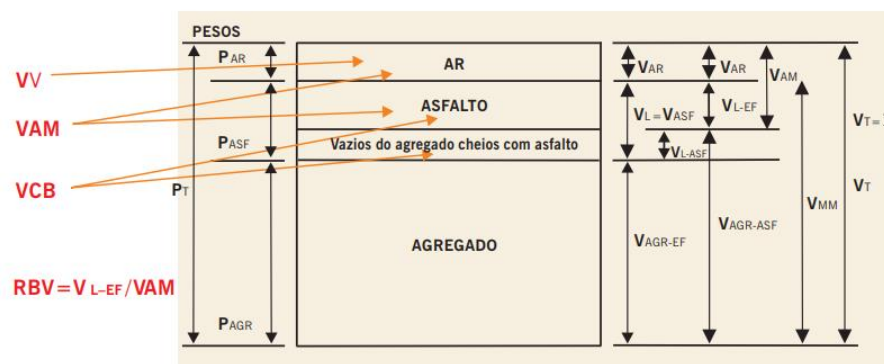 PESOS
PAR
VV
AR
VAR
VAR
VAM
VAM
ASFALTO
VL=VASF
VL-EF
VT=
PASF
Vazios do agregado cheios com asfalto
VL-ASF
VCB
PT
VT
VMM
AGREGADO
VAGR-EF
VAGR-ASF
RBV=V L-EF/VAM
PAGR